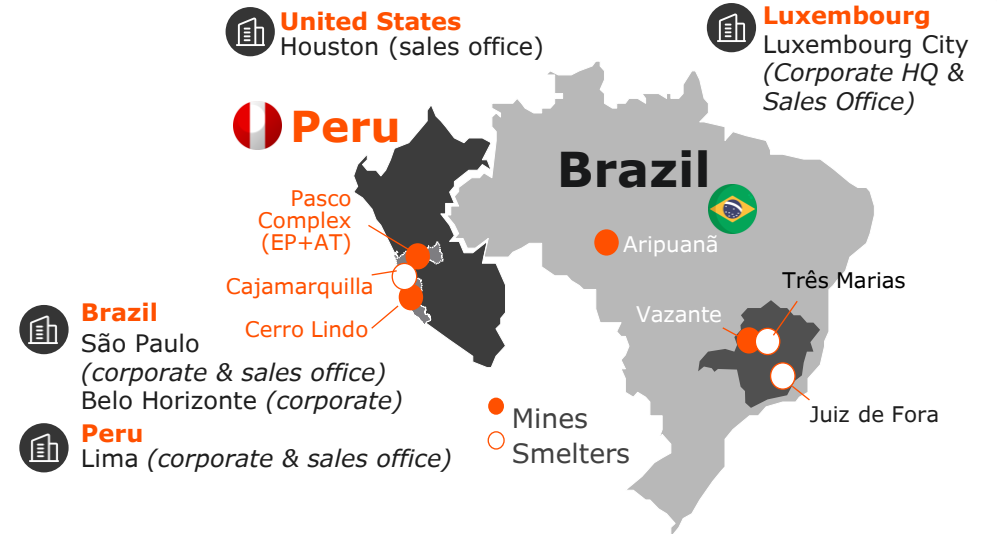 United States
Houston (sales office)
Luxembourg
Luxembourg City
(Corporate HQ &
Sales Office)
Peru
Brazil
Pasco
Complex
(EP+AT)
Aripuanã
Cajamarquilla
Três Marias
Cerro Lindo
Vazante
Brazil
São Paulo
(corporate & sales office)
Belo Horizonte (corporate)
Juiz de Fora
Mines
Smelters
Peru
Lima (corporate & sales office)